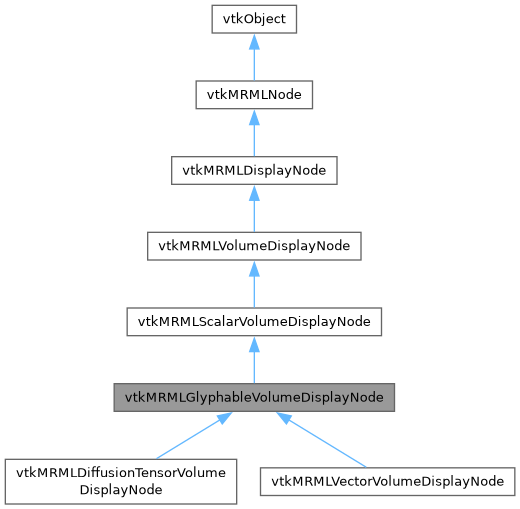 vtkObject
vtkMRMLNode
vtkMRMLDisplayNode
vtkMRMLVolumeDisplayNode
vtkMRMLScalarVolumeDisplayNode
vtkMRMLGlyphableVolumeDisplayNode
vtkMRMLDiffusionTensorVolume
DisplayNode
vtkMRMLVectorVolumeDisplayNode